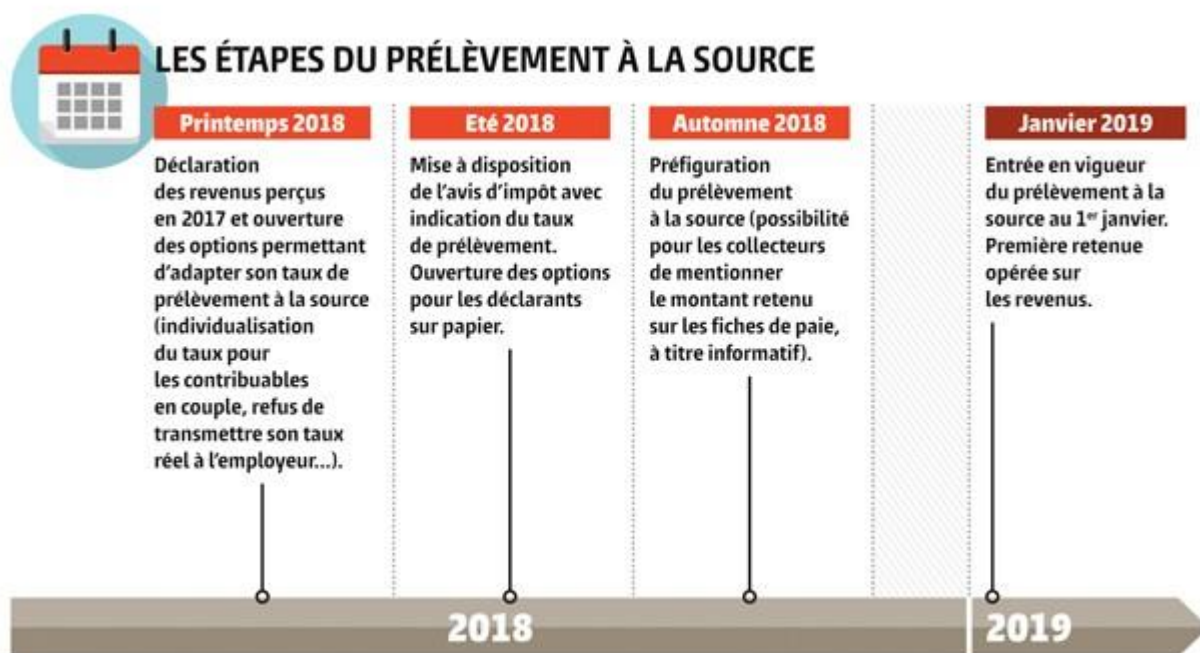 LES ÉTAPES DU PRÉLÈVEMENT À LA SOURCE
Printemps 2018
Déclaration
des revenus perçus
en 2017 et ouverture
des options permettant
d'adapter son taux de
prélèvement à la source
(individualisation
du taux pour
les contribuables
en couple, refus de
transmettre son taux
réel à l'employeur...).
Eté 2018
Mise à disposition
de l'avis d'impôt avec
indication du taux
de prélèvement.
Ouverture des options
pour les déclarants
sur papier.
Automne 2018
Préfiguration
du prélèvement
à la source (possibilité
pour les collecteurs
de mentionner
le montant retenu
sur les fiches de paie,
à titre informatif).
Janvier 2019
Entrée en vigueur
du prélèvement à la
source au 1er janvier.
Première retenue
opérée sur
les revenus.
2018
2019